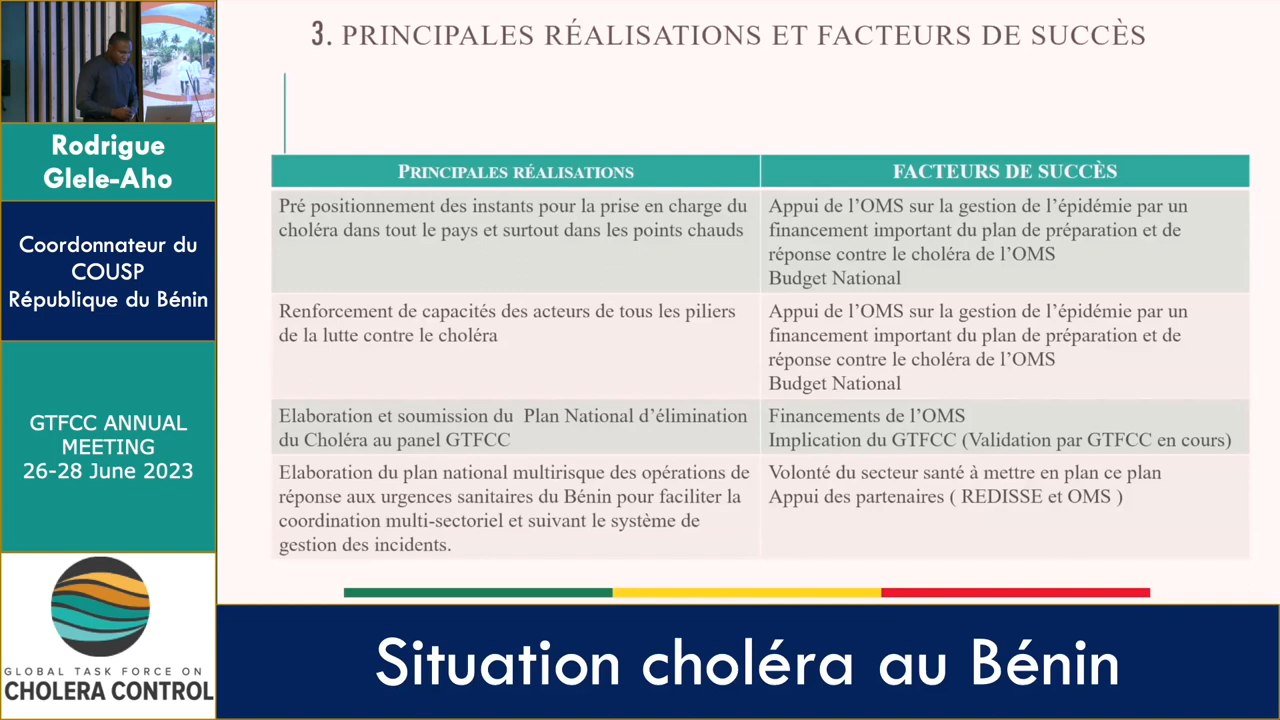 3. PRINCIPALES RÉALISATIONS ET FACTEURS DE SUCCÈS
PRINCIPALES RÉALISATIONS
FACTEURS DE SUCCÈS
Pré positionnement des instants pour la prise en charge du
choléra dans tout le pays et surtout dans les points chauds
Appui de l’OMS sur la gestion de l’épidémie par un
financement important du plan de préparation et de
réponse contre le choléra de l’OMS
Budget National
Renforcement de capacités des acteurs de tous les piliers
de la lutte contre le choléra
Appui de l’OMS sur la gestion de l’épidémie par un
financement important du plan de préparation et de
réponse contre le choléra de l’OMS
Budget National
Elaboration et soumission du Plan National d’élimination
du Choléra au panel GTFCC
Financements de l’OMS
Implication du GTFCC (Validation par GTFCC en cours)
Elaboration du plan national multirisque des opérations de
réponse aux urgences sanitaires du Bénin pour faciliter la
coordination multi-sectoriel et suivant le système de
gestion des incidents.
Volonté du secteur santé à mettre en plan ce plan
Appui des partenaires ( REDISSE et OMS )
Rodrigue
Glele-Aho
Coordonnateur du
COUSP
République du Bénin
GTFCC ANNUAL
MEETING
26-28 June 2023
GLOBAL TASK FORCE ON
CHOLERA CONTROL
Situation choléra au Bénin